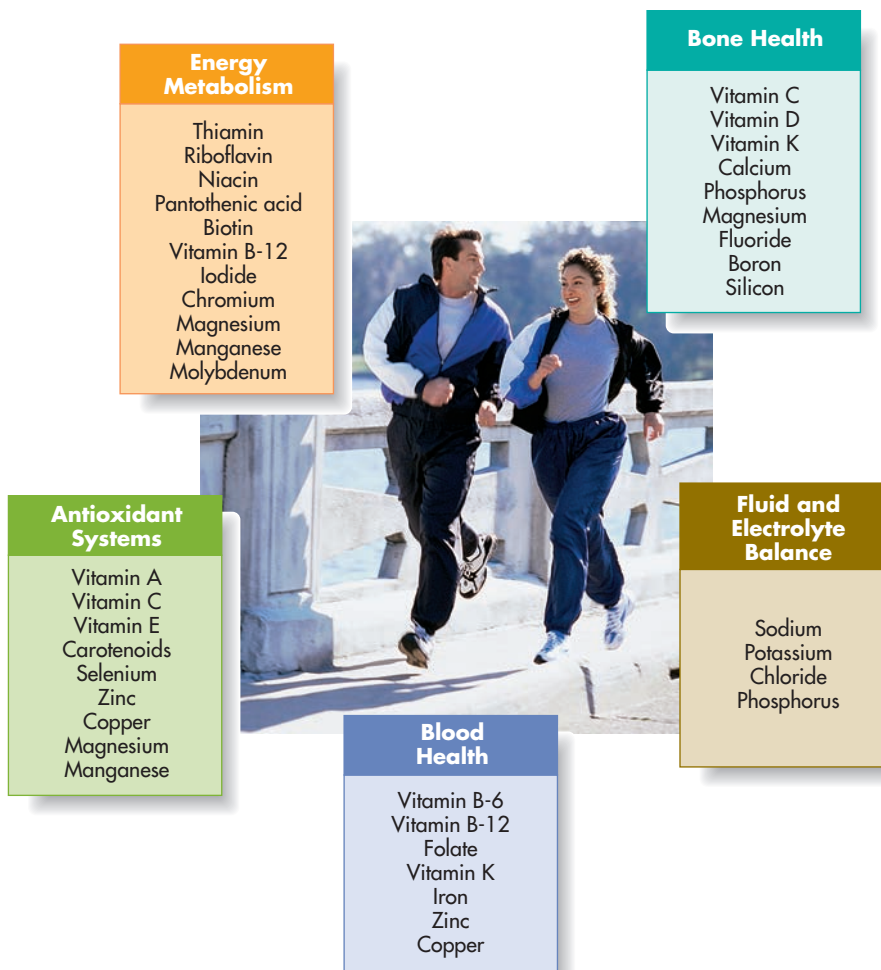 Energy
Metabolism
Thiamin
Riboflavin
Niacin
Pantothenic acid
Biotin
Vitamin B-12
Iodide
Chromium
Magnesium
Manganese
Molybdenum
Bone Health
Vitamin C
Vitamin D
Vitamin K
Calcium
Phosphorus
Magnesium
Fluoride
Boron
Silicon
Antioxidant
Systems
Vitamin A
Vitamin C
Vitamin E
Carotenoids
Selenium
Zinc
Copper
Magnesium
Manganese
Fluid and
Electrolyte
Balance
Sodium
Potassium
Chloride
Phosphorus
Blood
Health
Vitamin B-6
Vitamin B-12
Folate
Vitamin K
Iron
Zinc
Copper